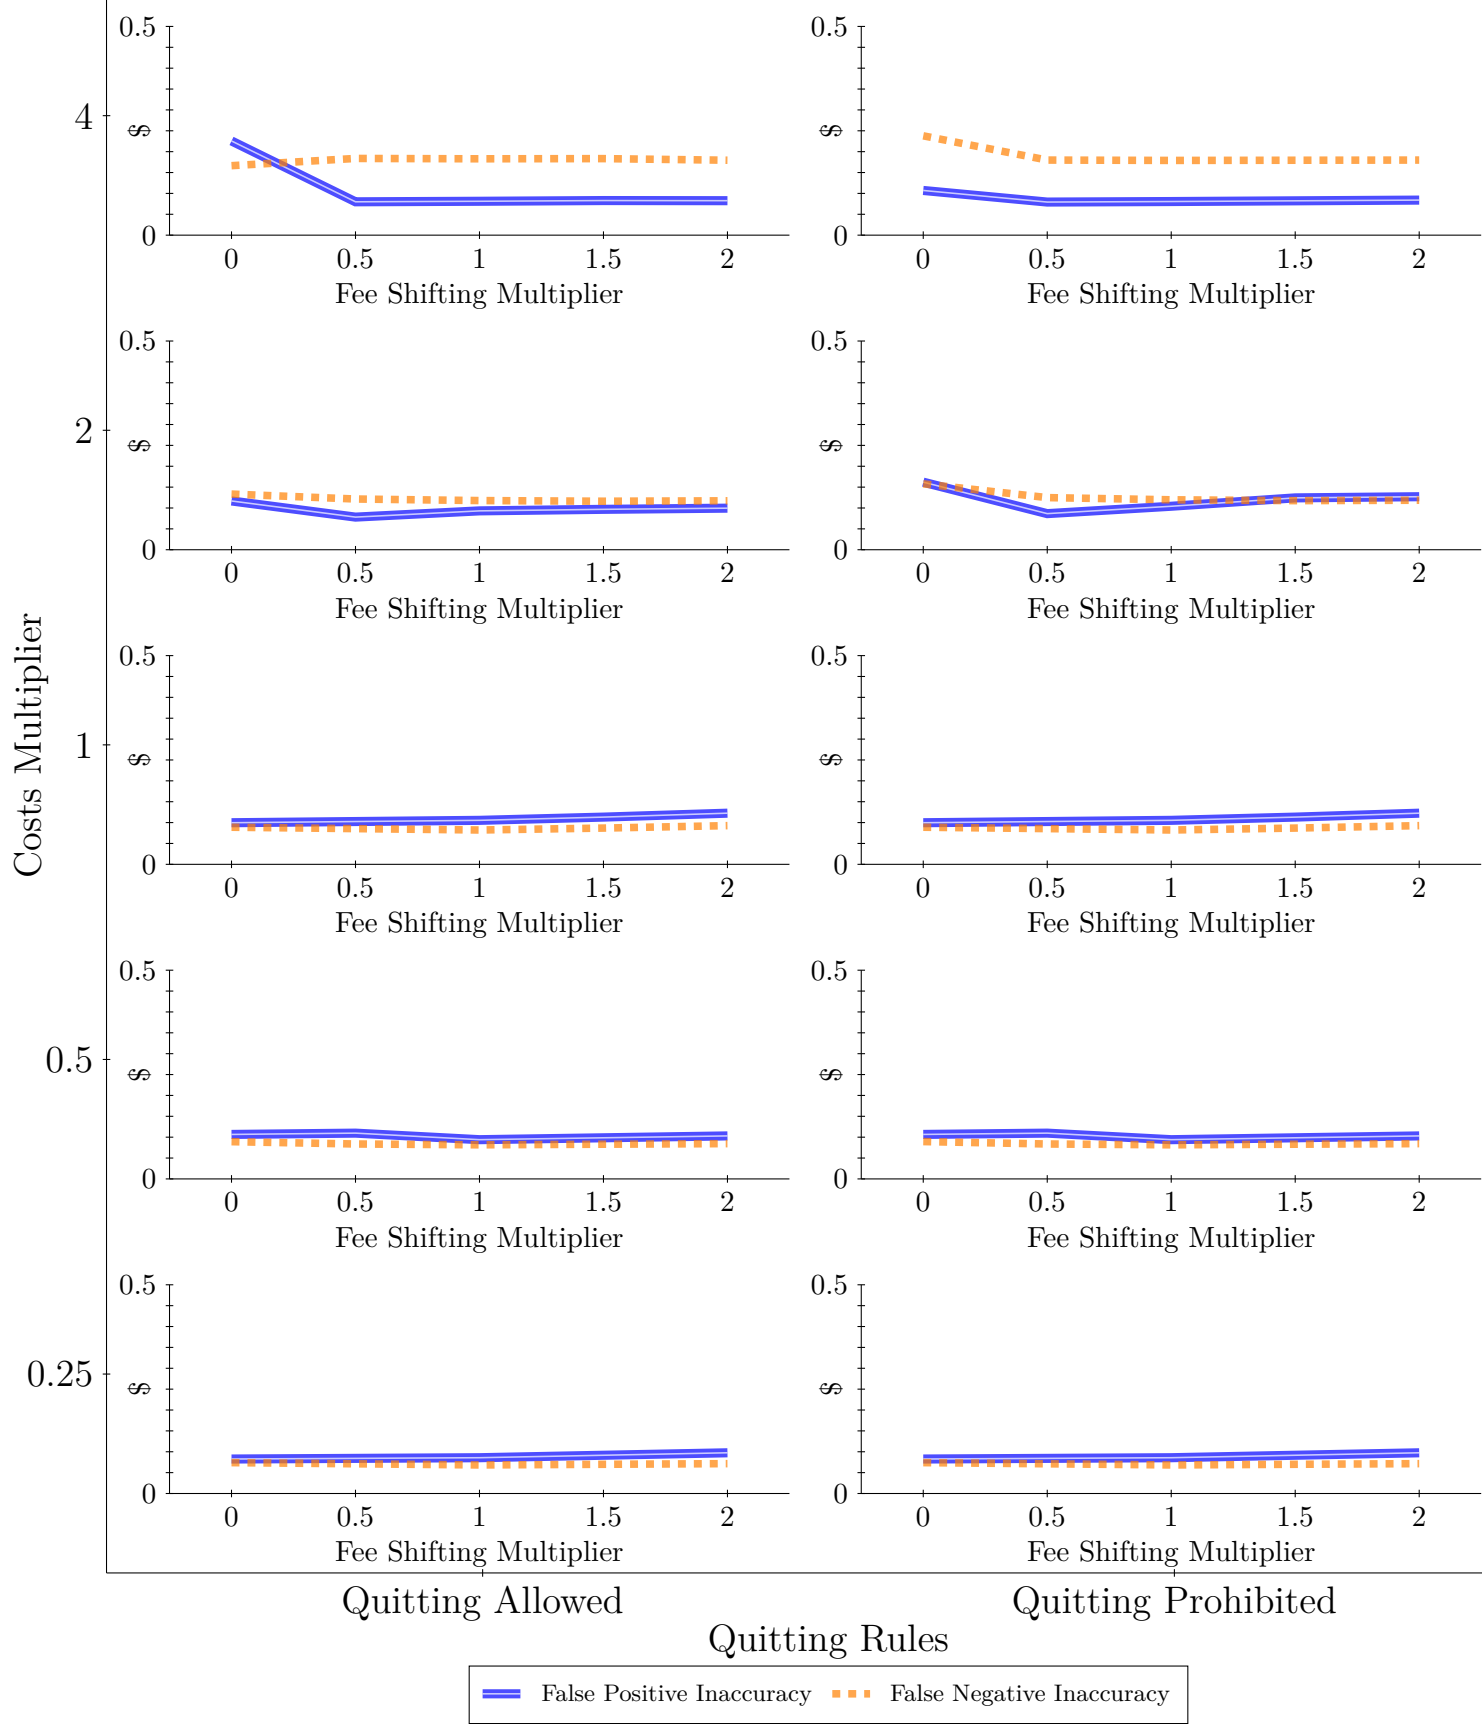 Costs Multiplier
4
0.5
$
0
0 0.5 1 1.5 2
Fee Shifting Multiplier
0.5
$
0
0 0.5 1 1.5 2
Fee Shifting Multiplier
2
0.5
$
0
0 0.5 1 1.5 2
Fee Shifting Multiplier
0.5
$
0
0 0.5 1 1.5 2
Fee Shifting Multiplier
1
0.5
$
0
0 0.5 1 1.5 2
Fee Shifting Multiplier
0.5
$
0
0 0.5 1 1.5 2
Fee Shifting Multiplier
0.5
0.5
$
0
0 0.5 1 1.5 2
Fee Shifting Multiplier
0.5
$
0
0 0.5 1 1.5 2
Fee Shifting Multiplier
0.25
0.5
$
0
0 0.5 1 1.5 2
Fee Shifting Multiplier
0.5
$
0
0 0.5 1 1.5 2
Fee Shifting Multiplier
Quitting Allowed
Quitting Prohibited
Quitting Rules
False Positive Inaccuracy
False Negative Inaccuracy